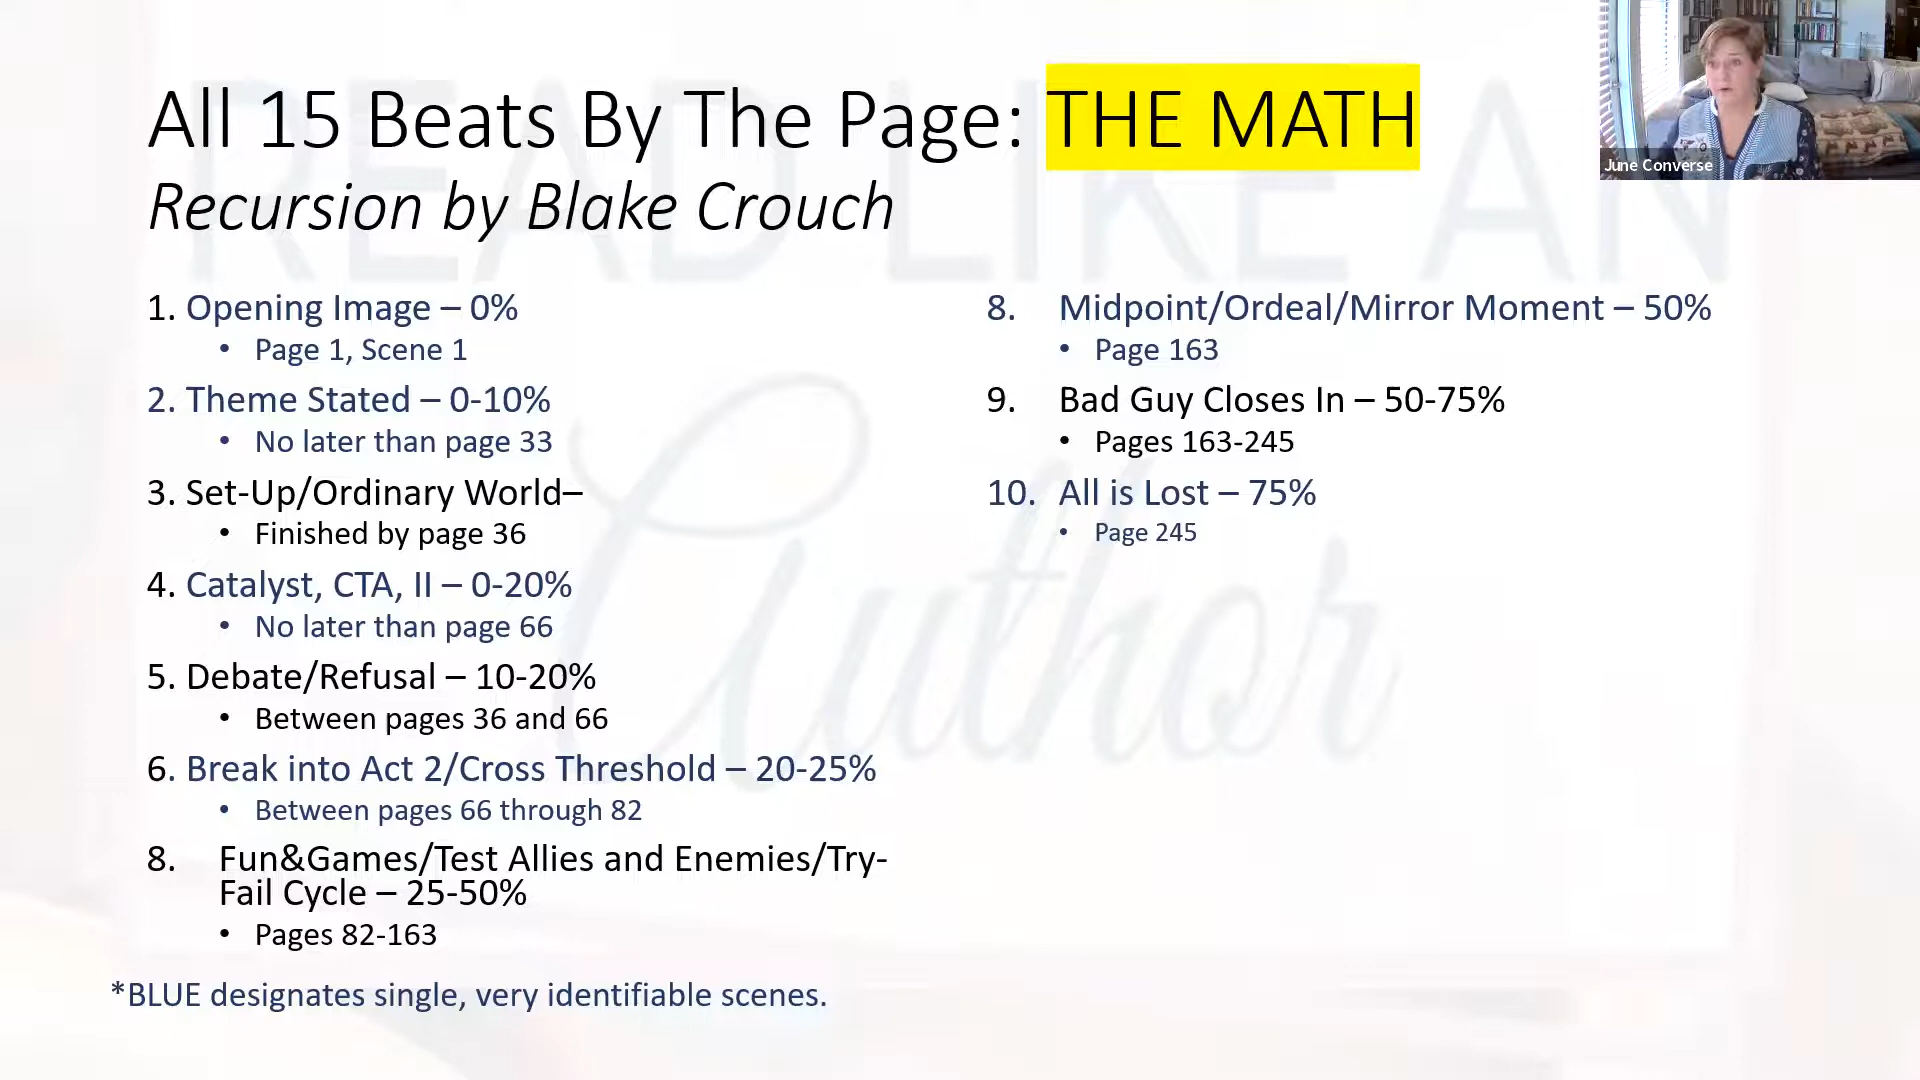 All 15 Beats By The Page: THE MATH
Recursion by Blake Crouch
READ LIKE AN
Author
1. Opening Image – 0%
• Page 1, Scene 1
2. Theme Stated – 0-10%
• No later than page 33
3. Set-Up/Ordinary World–
• Finished by page 36
4. Catalyst, CTA, II – 0-20%
• No later than page 66
5. Debate/Refusal – 10-20%
• Between pages 36 and 66
6. Break into Act 2/Cross Threshold – 20-25%
• Between pages 66 through 82
8. Fun&Games/Test Allies and Enemies/Try-
Fail Cycle – 25-50%
• Pages 82-163
8. Midpoint/Ordeal/Mirror Moment – 50%
• Page 163
9. Bad Guy Closes In – 50-75%
• Pages 163-245
10. All is Lost – 75%
• Page 245
*BLUE designates single, very identifiable scenes.
June Converse